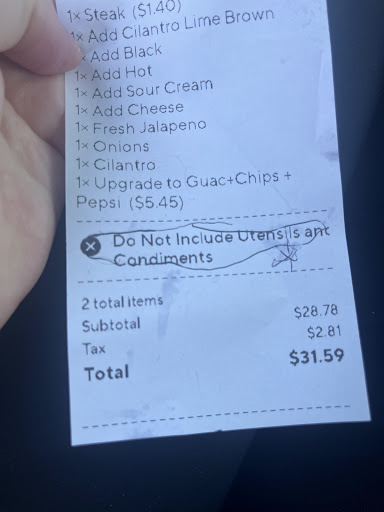 1x Steak ($1.40)
1x Add Cilantro Lime Brown
Add Black
1x Add Hot
1x Add Sour Cream
1x Add Cheese
1x Fresh Jalapeno
1x Onions
1x Cilantro
1x Upgrade to Guac+Chips +
Pepsi ($5.45)
Do Not Include Utensils and
Condiments
2 total items
Subtotal $28.78
Tax $2.81
Total $31.59